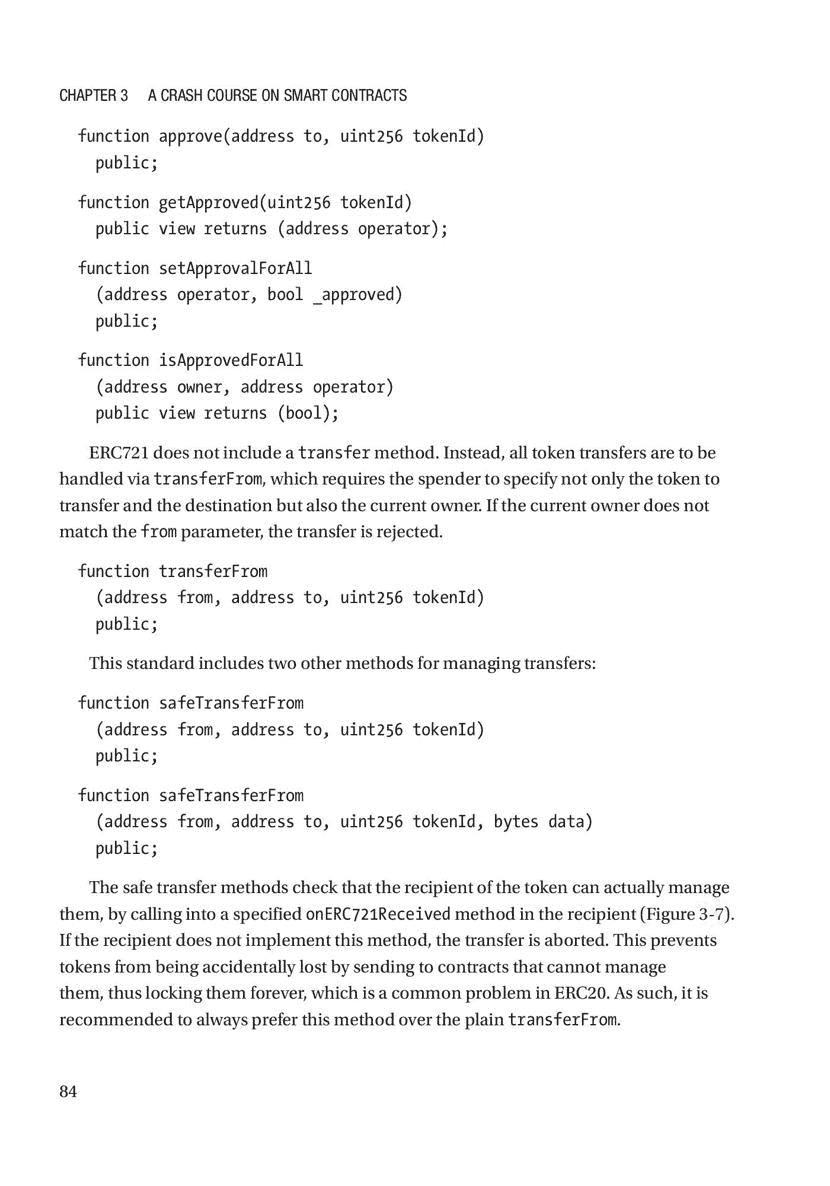 CHAPTER 3 A CRASH COURSE ON SMART CONTRACTS
function approve(address to, uint256 tokenId)
public;
function getApproved(uint256 tokenId)
public view returns (address operator);
function setApprovalForAll
(address operator, bool _approved)
public;
function isApprovedForAll
(address owner, address operator)
public view returns (bool);
ERC721 does not include a transfer method. Instead, all token transfers are to be
handled via transferFrom, which requires the spender to specify not only the token to
transfer and the destination but also the current owner. If the current owner does not
match the from parameter, the transfer is rejected.
function transferFrom
(address from, address to, uint256 tokenId)
public;
This standard includes two other methods for managing transfers:
function safeTransferFrom
(address from, address to, uint256 tokenId)
public;
function safeTransferFrom
(address from, address to, uint256 tokenId, bytes data)
public;
The safe transfer methods check that the recipient of the token can actually manage
them, by calling into a specified onERC721Received method in the recipient (Figure 3-7).
If the recipient does not implement this method, the transfer is aborted. This prevents
tokens from being accidentally lost by sending to contracts that cannot manage
them, thus locking them forever, which is a common problem in ERC20. As such, it is
recommended to always prefer this method over the plain transferFrom.
84